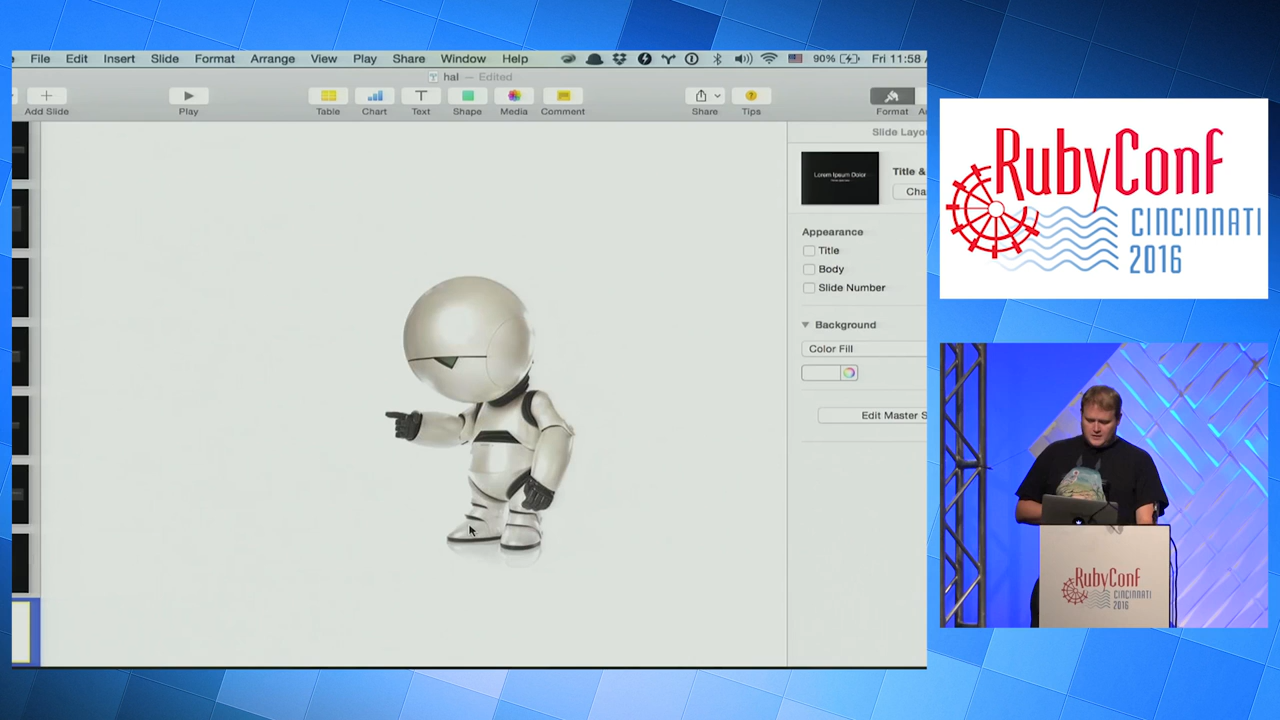 File Edit Insert Slide Format Arrange View Play Share Window Help 90% Fri 11:58
hal — Edited
Add Slide Play Table Chart Text Shape Media Comment Share Tips Format
Slide Layo
Lorem Ipsum Dolor
Title &
Cha
Appearance
Title
Body
Slide Number
Background
Color Fill
Edit Master S
RubyConf
CINCINNATI
2016
RubyConf
CINCINNATI
2016